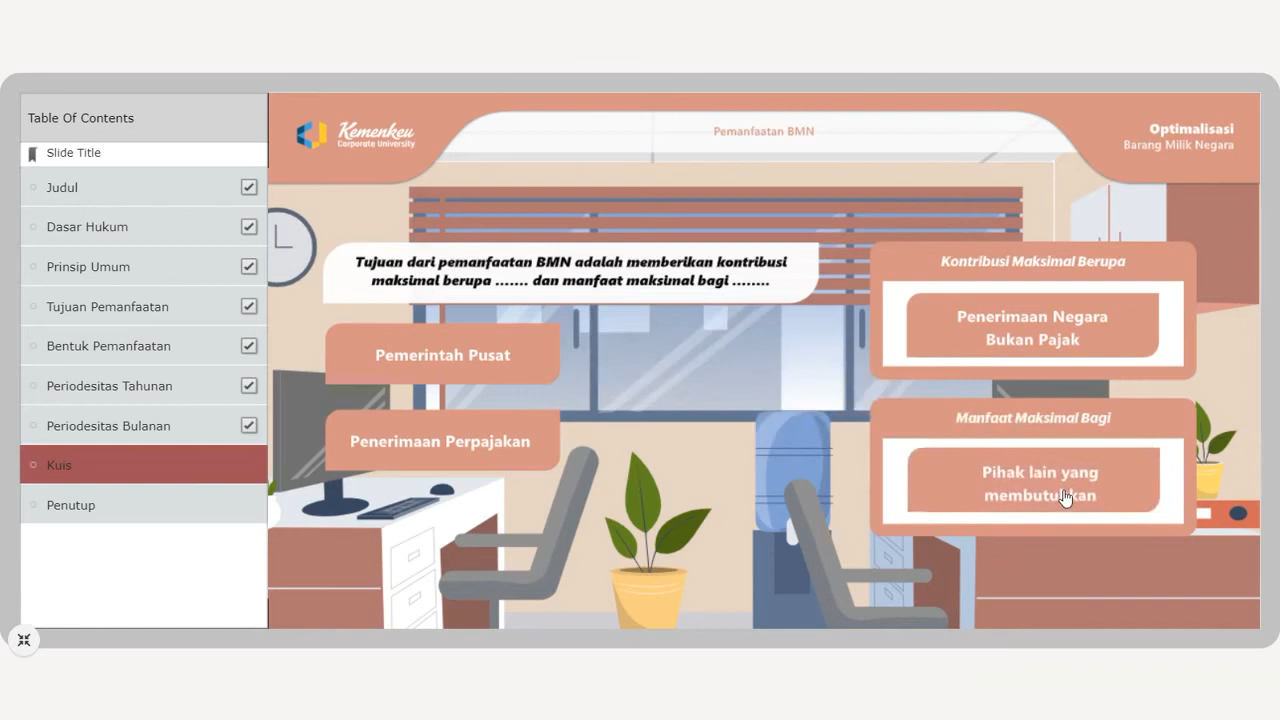 Table Of Contents
Slide Title
Judul
Dasar Hukum
Prinsip Umum
Tujuan Pemanfaatan
Bentuk Pemanfaatan
Periodesitas Tahunan
Periodesitas Bulanan
Kuis
Penutup
Kemenkeu
Corporate University
Pemanfaatan BMN
Optimalisasi
Barang Milik Negara
Tujuan dari pemanfaatan BMN adalah memberikan kontribusi
maksimal berupa ....... dan manfaat maksimal bagi ........
Pemerintah Pusat
Penerimaan Perpajakan
Kontribusi Maksimal Berupa
Penerimaan Negara
Bukan Pajak
Manfaat Maksimal Bagi
Pihak lain yang
membutuhkan